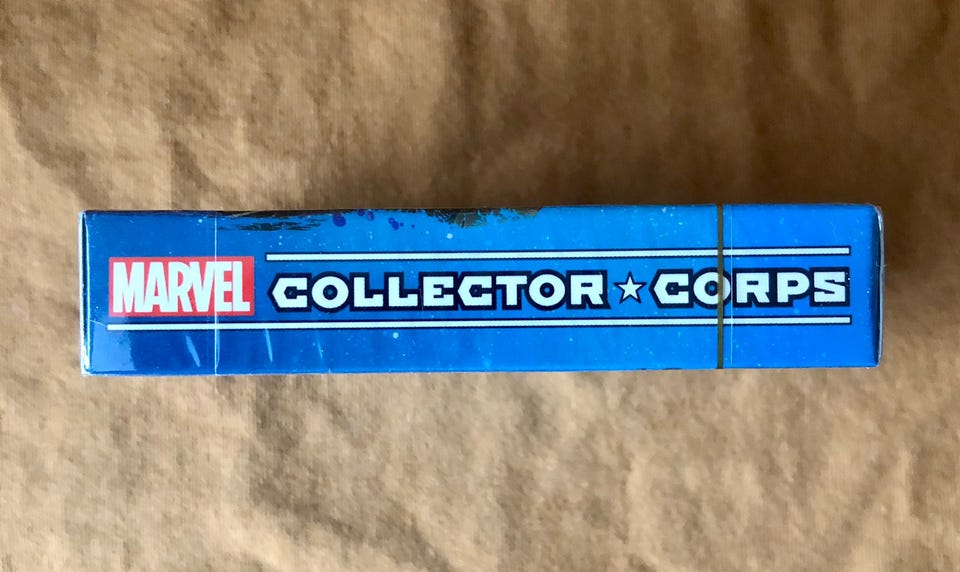 MARVEL COLLECTOR ★ CORPS